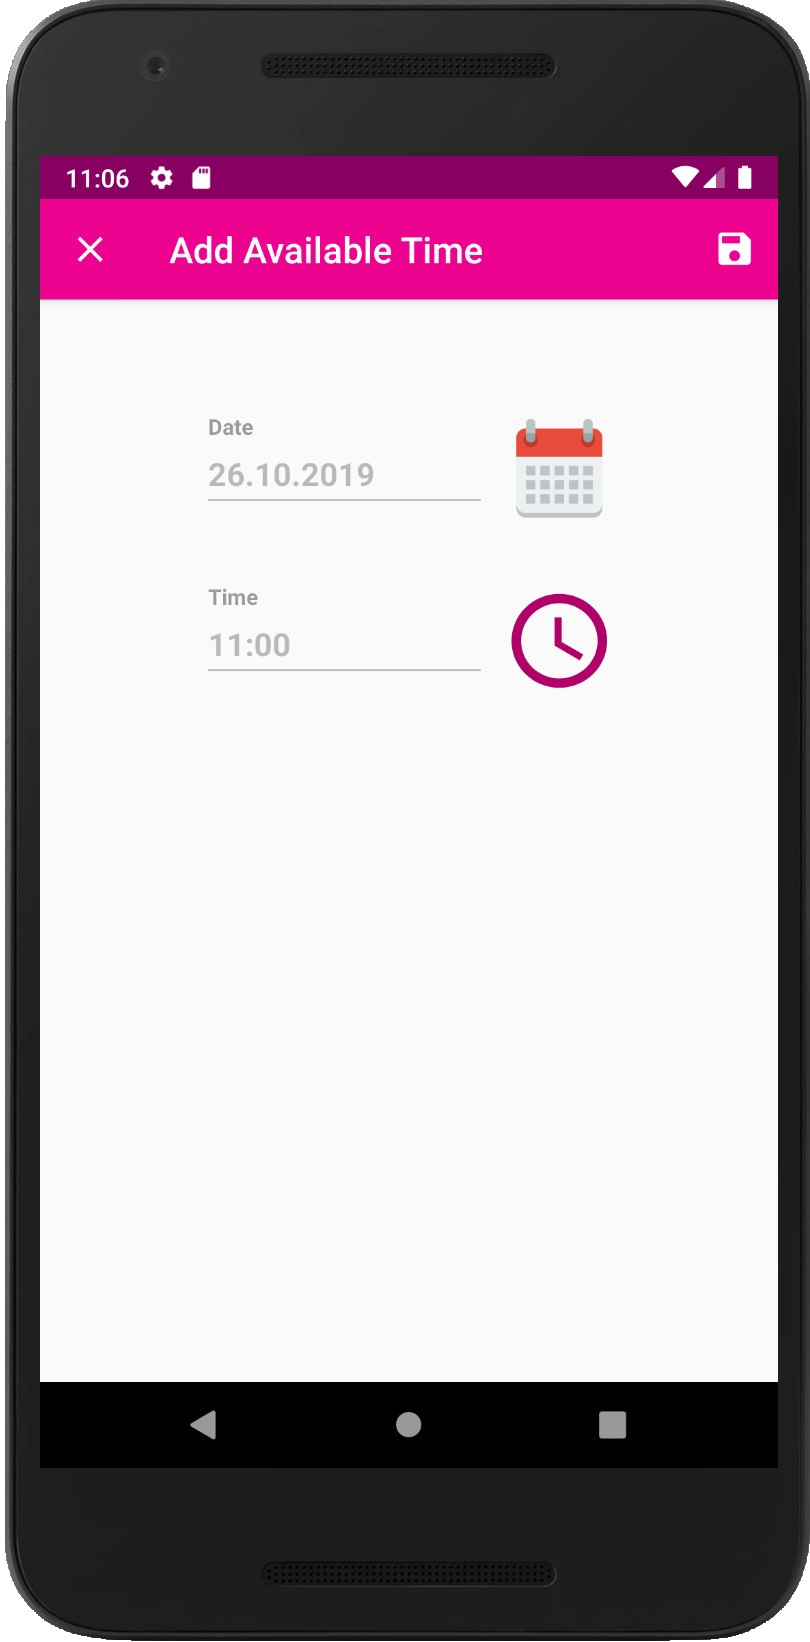 11:06
Add Available Time
Date
26.10.2019
Time
11:00